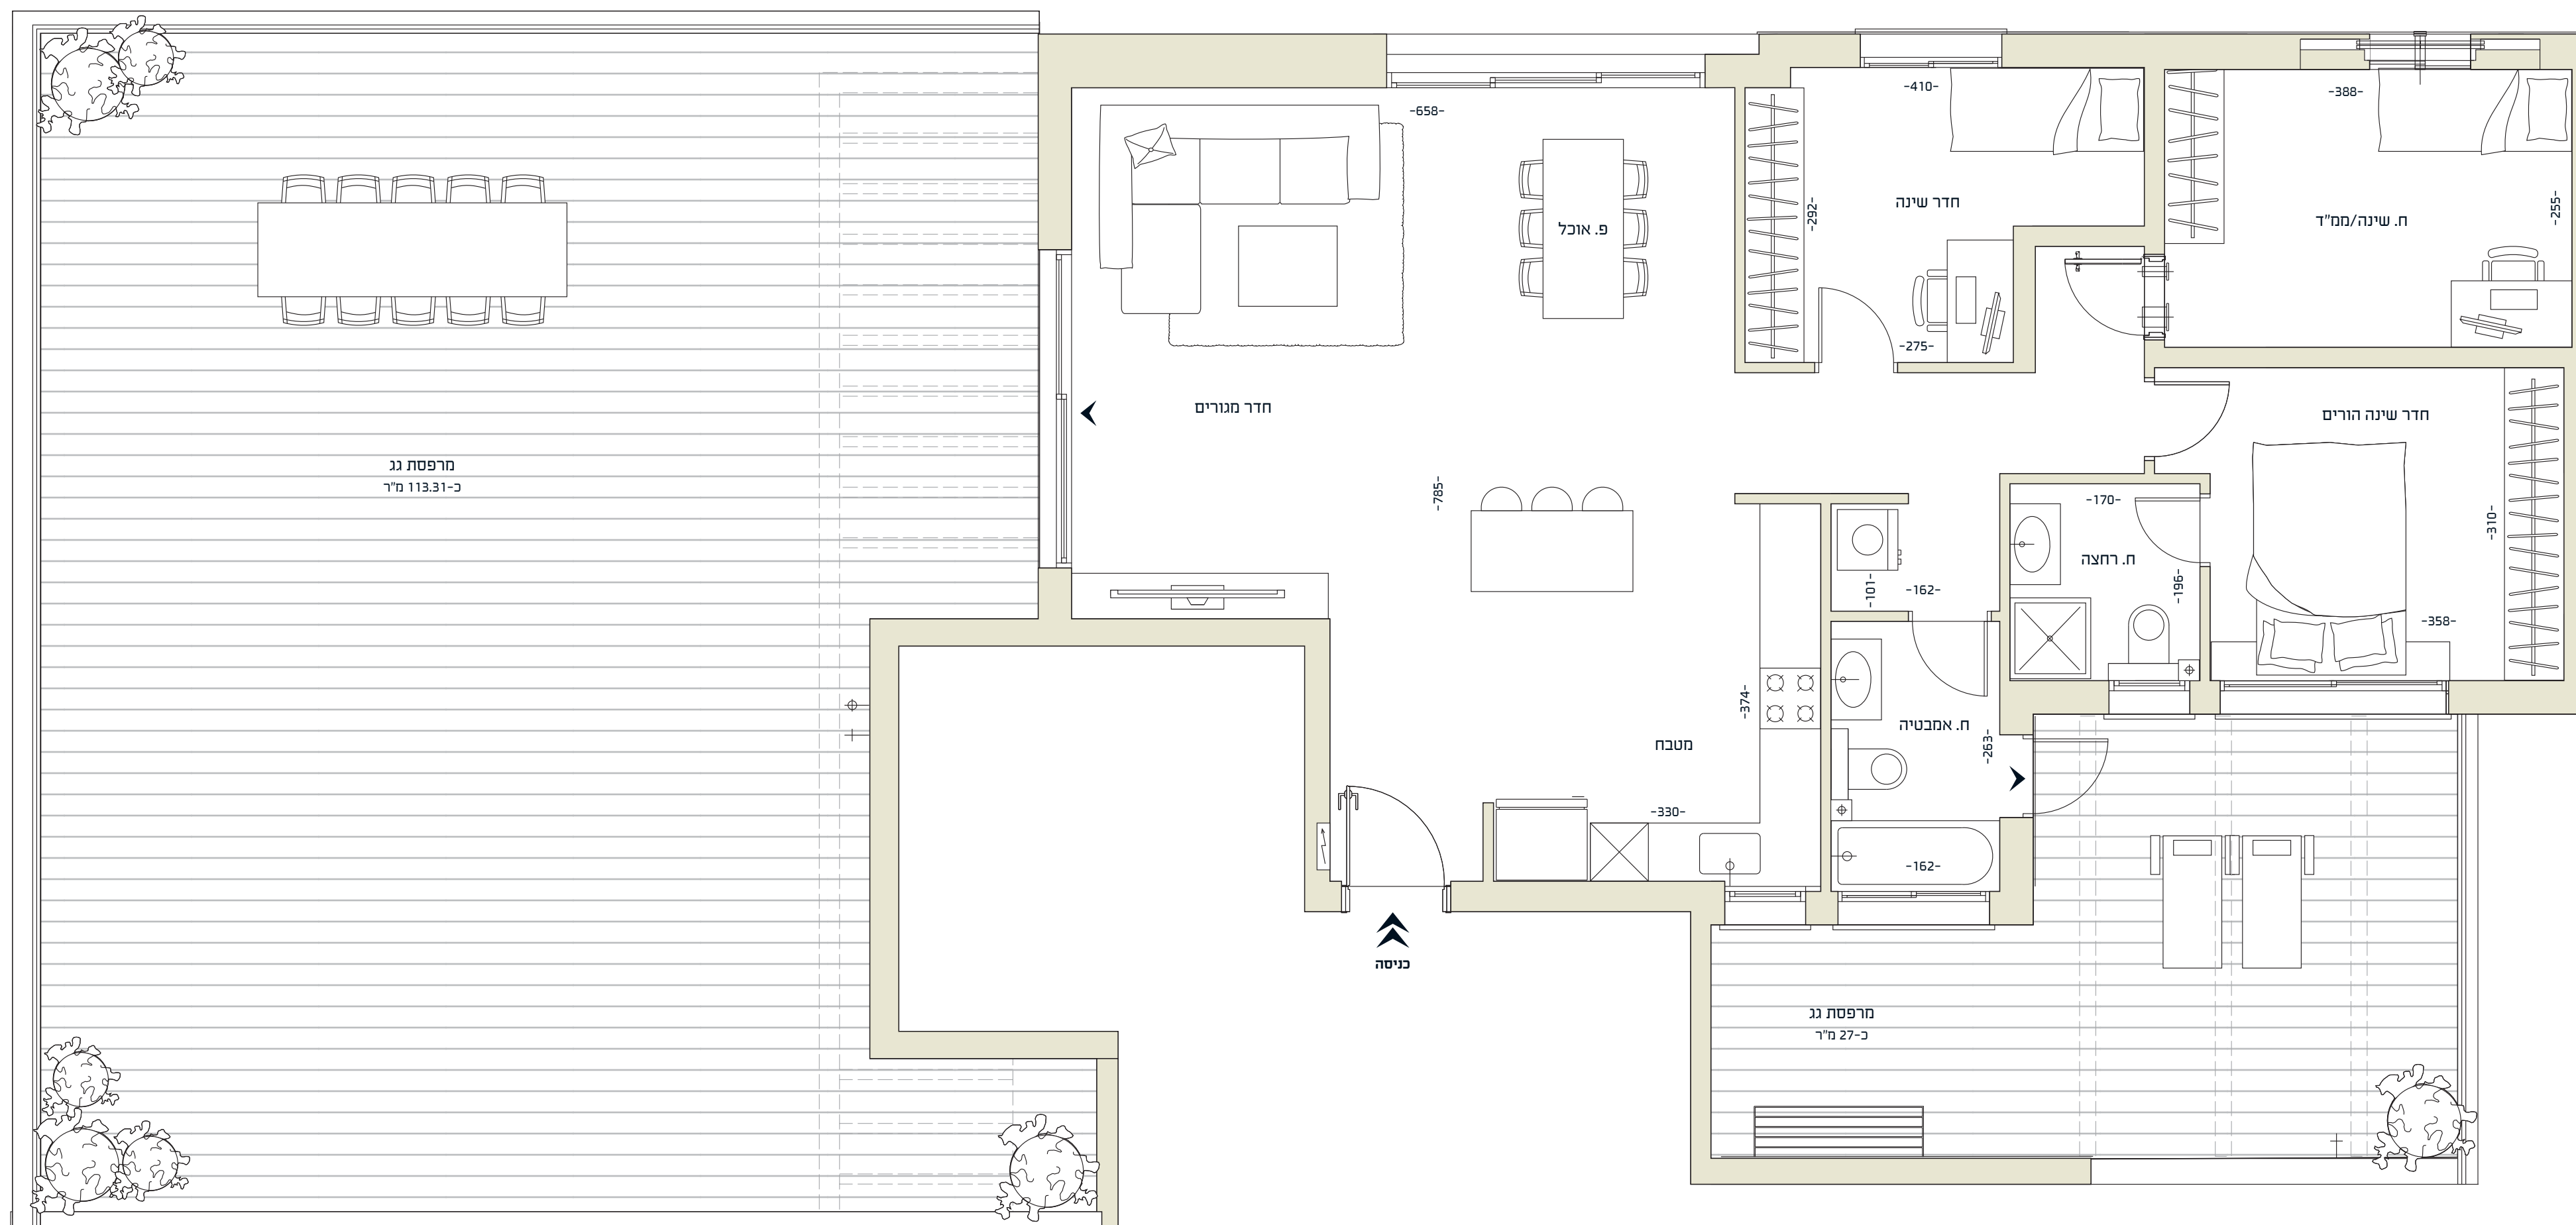 -658-
-410-
-388-
חדר שינה
-292-
ח. שינה/ממ"ד
-255-
פ. אוכל
-275-
חדר מגורים
חדר שינה הורים
מרפסת גג
כ-113.31 מ"ר
-785-
-170-
-310-
ח. רחצה
-196-
-101-
-162-
-358-
-374-
ח. אמבטיה
-263-
מטבח
-330-
-162-
כניסה
מרפסת גג
כ-27 מ"ר